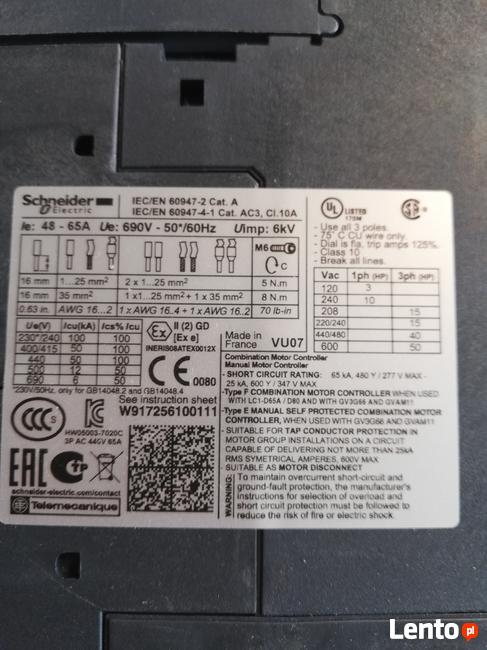 Schneider Electric
IEC/EN 60947-2 Cat. A
IEC/EN 60947-4-1 Cat. AC3, Cl.10A
Ie: 48 - 65A Ue: 690V - 50*/60Hz Uimp: 6kV
M6
C
16 mm 1...25 mm² 2 x 1...25 mm² 5 N.m
16 mm 35 mm² 1 x1...25 mm² + 1 x 35 mm² 8 N.m
0.63 in. AWG 16...2 1 x AWG 16..4 + 1 x AWG 16..2 70 lb-in
Ue(V) Icu(kA) Ics% Icu
230*/240 100 100
400/415 50 100
440 50 100
500 12 50
690 6 50
*230V/50Hz, only for GB14048.2 and GB14048.4
Ex II (2) GD
[Ex e]
INERIS08ATEX0012X
CE 0080
See instruction sheet
W917256100111
CCC
HW05003-7020C
3P AC 440V 65A
EAC
schneider-electric.com/contact
Telemecanique
UL LISTED
175M
- Use all 3 poles.
- 75°C CU wire only.
- Dial is fla, trip amps 125%.
- Class 10
- Break all lines.
Vac 1ph (HP) 3ph (HP)
120 3
240 10
208 15
220/240 15
440/480 40
600 50
Made in France VU07
Combination Motor Controller
Manual Motor Controller
- SHORT CIRCUIT RATING: 65 kA, 480 Y / 277 V MAX -
25 kA, 600 Y / 347 V MAX
- Type F COMBINATION MOTOR CONTROLLER WHEN USED
WITH LC1-D65A / D80 AND WITH GV3G66 AND GVAM11
- Type E MANUAL SELF PROTECTED COMBINATION MOTOR
CONTROLLER, WHEN USED WITH GV3G66 AND GVAM11
- SUITABLE FOR TAP CONDUCTOR PROTECTION IN
MOTOR GROUP INSTALLATIONS ON A CIRCUIT
CAPABLE OF DELIVERING NOT MORE THAN 25kA
RMS SYMETRICAL AMPERES, 600V MAX
- SUITABLE AS MOTOR DISCONNECT
WARNING: To maintain overcurrent short-circuit and
ground-fault protection, the manufacturer's
instructions for selection of overload and
short circuit protection must be followed to
reduce the risk of fire or electric shock.
Lento pl